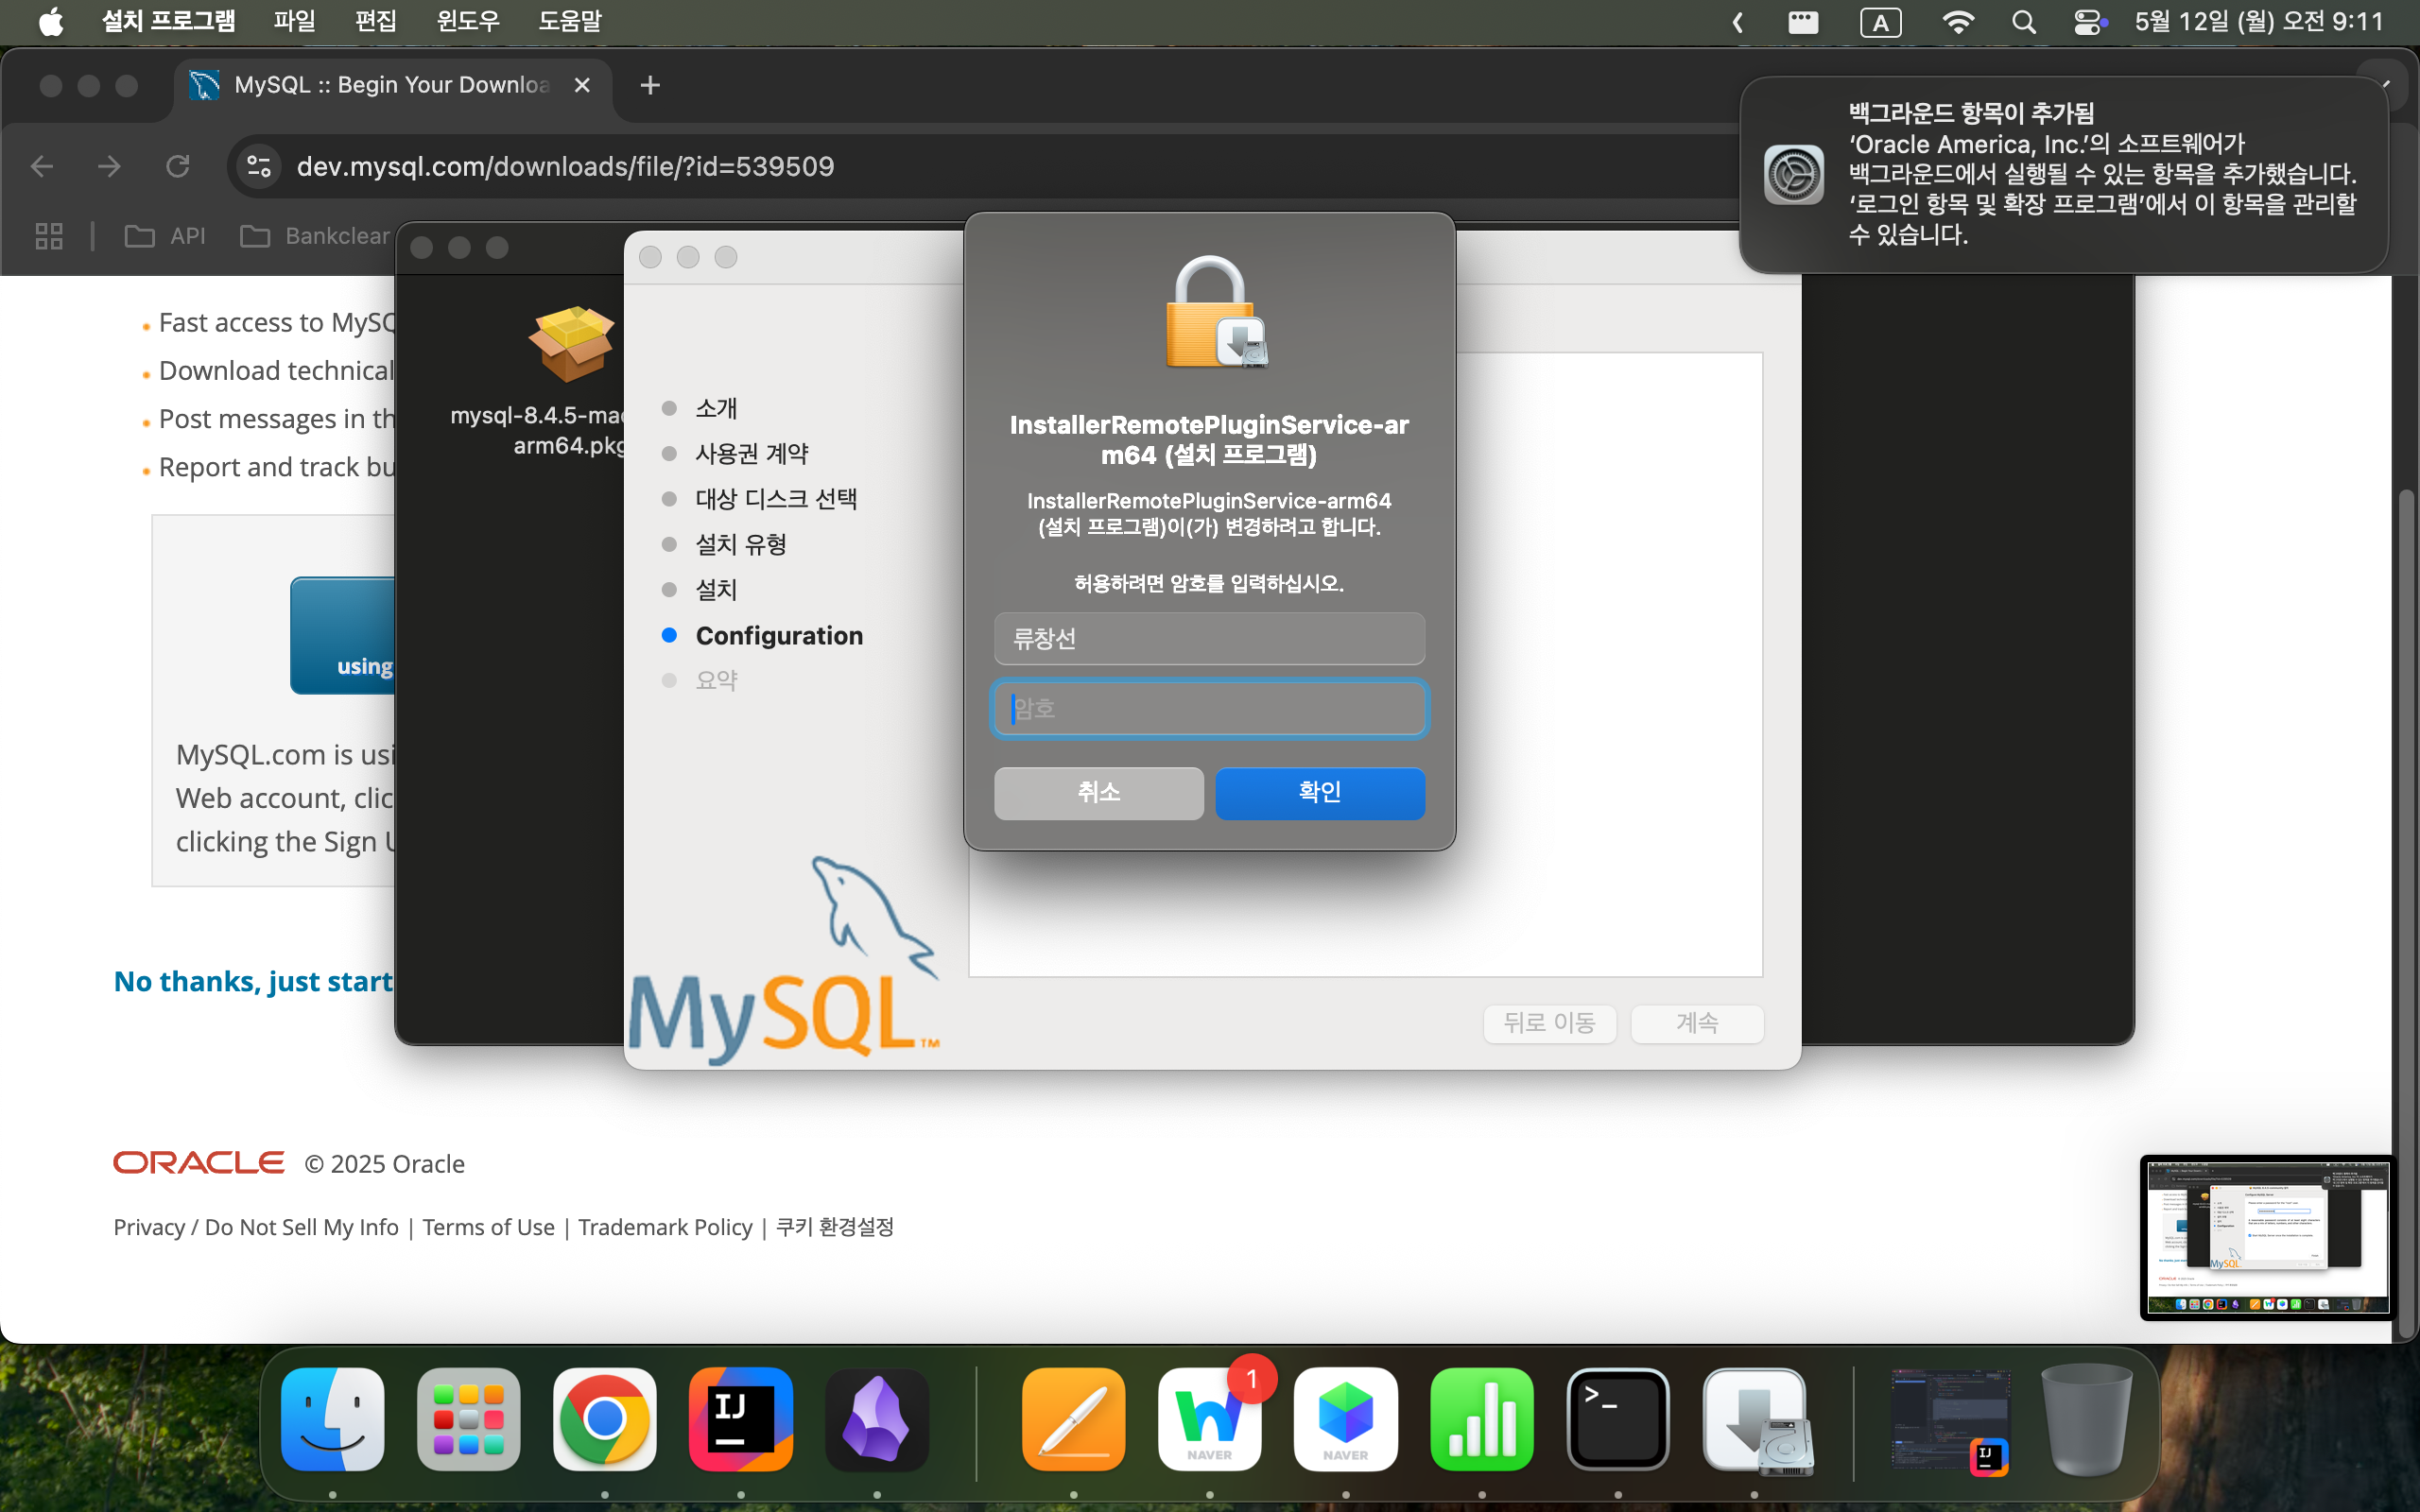 설치 프로그램 파일 편집 윈도우 도움말 A 5월 12일 (월) 오전 9:11
MySQL :: Begin Your Downloa
dev.mysql.com/downloads/file/?id=539509
API Bankclear
백그라운드 항목이 추가됨
‘Oracle America, Inc.’의 소프트웨어가
백그라운드에서 실행될 수 있는 항목을 추가했습니다.
‘로그인 항목 및 확장 프로그램’에서 이 항목을 관리할
수 있습니다.
Fast access to MySQ
Download technical
Post messages in th
Report and track bu
using
MySQL.com is usi
Web account, clic
clicking the Sign U
No thanks, just start
mysql-8.4.5-mac
arm64.pkg
소개
사용권 계약
대상 디스크 선택
설치 유형
설치
Configuration
요약
MySQL™
InstallerRemotePluginService-ar
m64 (설치 프로그램)
InstallerRemotePluginService-arm64
(설치 프로그램)이(가) 변경하려고 합니다.
허용하려면 암호를 입력하십시오.
류창선
암호
취소 확인
뒤로 이동 계속
ORACLE © 2025 Oracle
Privacy / Do Not Sell My Info | Terms of Use | Trademark Policy | 쿠키 환경설정
IJ
W
NAVER
1
NAVER
>_
IJ